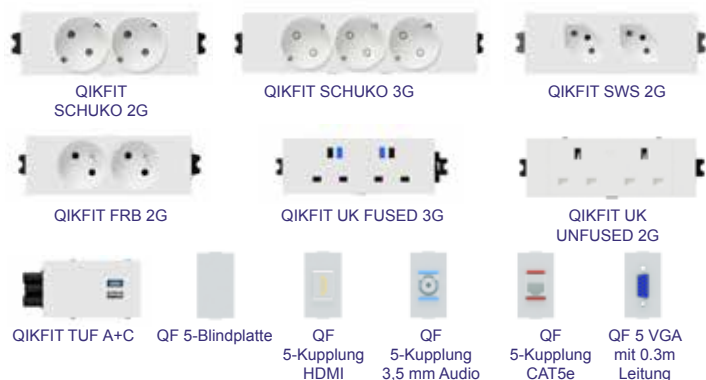 QIKFIT
SCHUKO 2G
QIKFIT SCHUKO 3G
QIKFIT SWS 2G
QIKFIT FRB 2G
QIKFIT UK FUSED 3G
QIKFIT UK
UNFUSED 2G
QIKFIT TUF A+C
QF 5-Blindplatte
QF
5-Kupplung
HDMI
QF
5-Kupplung
3,5 mm Audio
QF
5-Kupplung
CAT5e
QF 5 VGA
mit 0.3m
Leitung